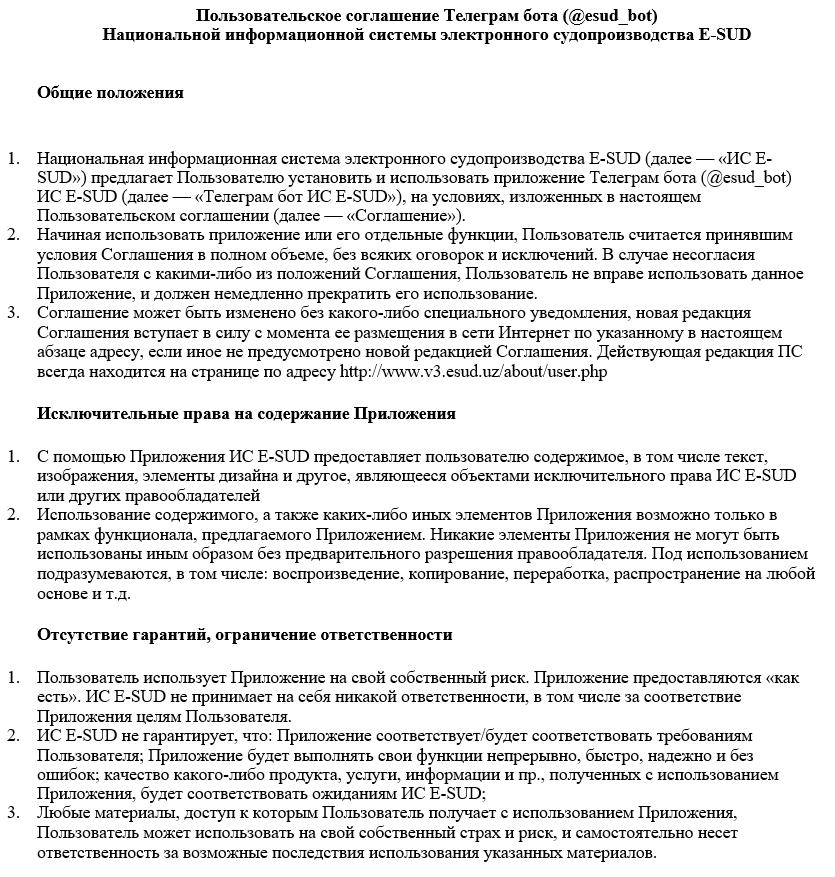 Пользовательское соглашение Телеграм бота (@esud_bot)
Национальной информационной системы электронного судопроизводства E-SUD
Общие положения
1. Национальная информационная система электронного судопроизводства E-SUD (далее — «ИС E-
SUD») предлагает Пользователю установить и использовать приложение Телеграм бота (@esud_bot)
ИС E-SUD (далее — «Телеграм бот ИС E-SUD»), на условиях, изложенных в настоящем
Пользовательском соглашении (далее — «Соглашение»).
2. Начиная использовать приложение или его отдельные функции, Пользователь считается принявшим
условия Соглашения в полном объеме, без всяких оговорок и исключений. В случае несогласия
Пользователя с какими-либо из положений Соглашения, Пользователь не вправе использовать данное
Приложение, и должен немедленно прекратить его использование.
3. Соглашение может быть изменено без какого-либо специального уведомления, новая редакция
Соглашения вступает в силу с момента ее размещения в сети Интернет по указанному в настоящем
абзаце адресу, если иное не предусмотрено новой редакцией Соглашения. Действующая редакция ПС
всегда находится на странице по адресу http://www.v3.esud.uz/about/user.php
Исключительные права на содержание Приложения
1. С помощью Приложения ИС E-SUD предоставляет пользователю содержимое, в том числе текст,
изображения, элементы дизайна и другое, являющееся объектами исключительного права ИС E-SUD
или других правообладателей
2. Использование содержимого, а также каких-либо иных элементов Приложения возможно только в
рамках функционала, предлагаемого Приложением. Никакие элементы Приложения не могут быть
использованы иным образом без предварительного разрешения правообладателя. Под использованием
подразумеваются, в том числе: воспроизведение, копирование, переработка, распространение на любой
основе и т.д.
Отсутствие гарантий, ограничение ответственности
1. Пользователь использует Приложение на свой собственный риск. Приложение предоставляются «как
есть». ИС E-SUD не принимает на себя никакой ответственности, в том числе за соответствие
Приложения целям Пользователя.
2. ИС E-SUD не гарантирует, что: Приложение соответствует/будет соответствовать требованиям
Пользователя; Приложение будет выполнять свои функции непрерывно, быстро, надежно и без
ошибок; качество какого-либо продукта, услуги, информации и пр., полученных с использованием
Приложения, будет соответствовать ожиданиям ИС E-SUD;
3. Любые материалы, доступ к которым Пользователь получает с использованием Приложения,
Пользователь может использовать на свой собственный страх и риск, и самостоятельно несет
ответственность за возможные последствия использования указанных материалов.